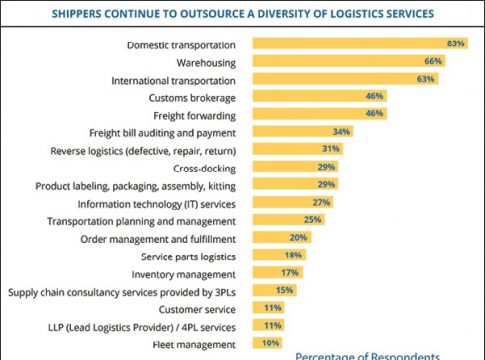 SHIPPERS CONTINUE TO OUTSOURCE A DIVERSITY OF LOGISTICS SERVICES
Domestic transportation 83%
Warehousing 66%
International transportation 63%
Customs brokerage 46%
Freight forwarding 46%
Freight bill auditing and payment 34%
Reverse logistics (defective, repair, return) 31%
Cross-docking 29%
Product labeling, packaging, assembly, kitting 29%
Information technology (IT) services 27%
Transportation planning and management 25%
Order management and fulfillment 20%
Service parts logistics 18%
Inventory management 17%
Supply chain consultancy services provided by 3PLs 15%
Customer service 11%
LLP (Lead Logistics Provider) / 4PL services 11%
Fleet management 10%
Percentage of Respondents